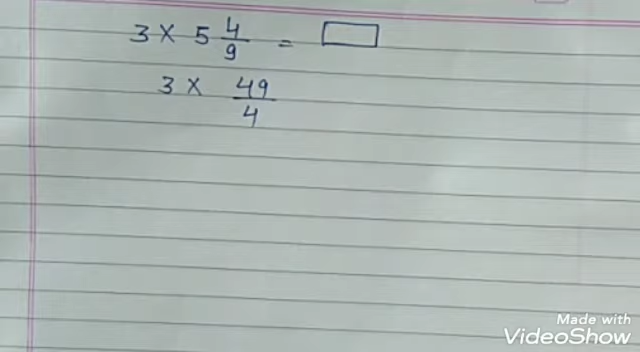 3 × 5 4/9 = □
3 × 49/4
Made with
VideoShow